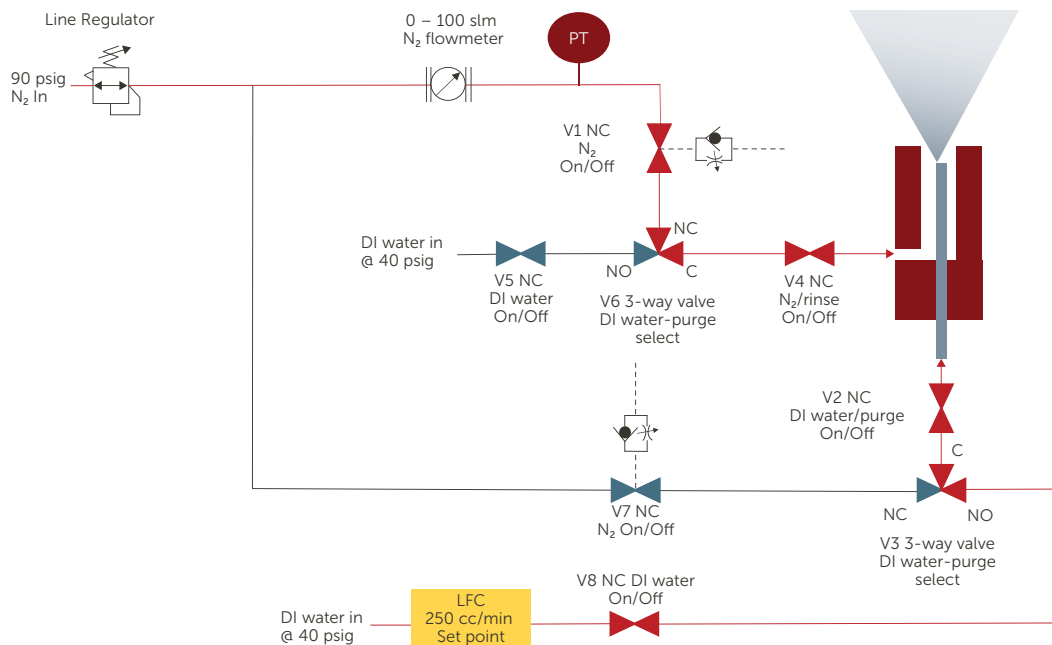 Line Regulator
90 psig
N₂ In
0 – 100 slm
N₂ flowmeter
PT
V1 NC
N₂
On/Off
DI water in
@ 40 psig
V5 NC
DI water
On/Off
NC
NO
C
V6 3-way valve
DI water-purge
select
V4 NC
N₂/rinse
On/Off
V2 NC
DI water/purge
On/Off
C
NC
NO
V3 3-way valve
DI water-purge
select
V7 NC
N₂ On/Off
V8 NC DI water
On/Off
DI water in
@ 40 psig
LFC
250 cc/min
Set point